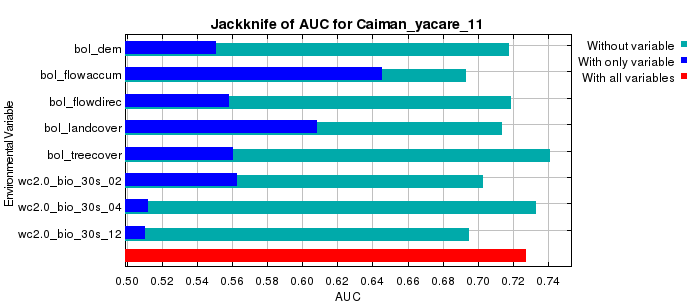 Jackknife of AUC for Caiman_yacare_11
Environmental Variable
bol_dem
bol_flowaccum
bol_flowdirec
bol_landcover
bol_treecover
wc2.0_bio_30s_02
wc2.0_bio_30s_04
wc2.0_bio_30s_12
0.50 0.52 0.54 0.56 0.58 0.60 0.62 0.64 0.66 0.68 0.70 0.72 0.74
AUC
Without variable
With only variable
With all variables